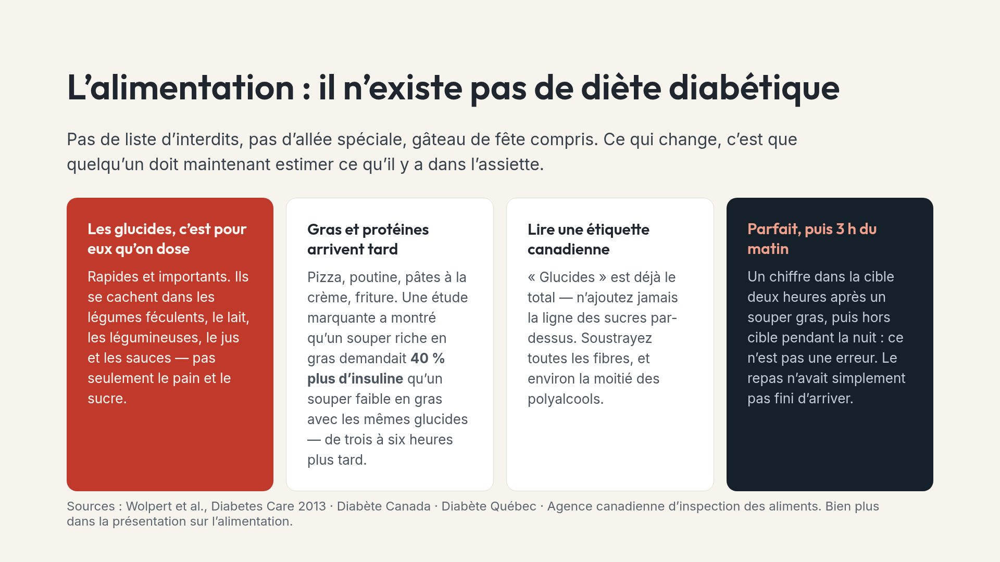 L’alimentation : il n’existe pas de diète diabétique
Pas de liste d’interdits, pas d’allée spéciale, gâteau de fête compris. Ce qui change, c’est que
quelqu’un doit maintenant estimer ce qu’il y a dans l’assiette.
Les glucides, c’est pour
eux qu’on dose
Rapides et importants. Ils
se cachent dans les
légumes féculents, le lait,
les légumineuses, le jus
et les sauces — pas
seulement le pain et le
sucre.
Gras et protéines
arrivent tard
Pizza, poutine, pâtes à la
crème, friture. Une étude
marquante a montré
qu’un souper riche en
gras demandait 40 %
plus d’insuline qu’un
souper faible en gras
avec les mêmes glucides
— de trois à six heures
plus tard.
Lire une étiquette
canadienne
« Glucides » est déjà le
total — n’ajoutez jamais
la ligne des sucres par-
dessus. Soustrayez
toutes les fibres, et
environ la moitié des
polyalcools.
Parfait, puis 3 h du
matin
Un chiffre dans la cible
deux heures après un
souper gras, puis hors
cible pendant la nuit : ce
n’est pas une erreur. Le
repas n’avait simplement
pas fini d’arriver.
Sources : Wolpert et al., Diabetes Care 2013 · Diabète Canada · Diabète Québec · Agence canadienne d’inspection des aliments. Bien plus
dans la présentation sur l’alimentation.